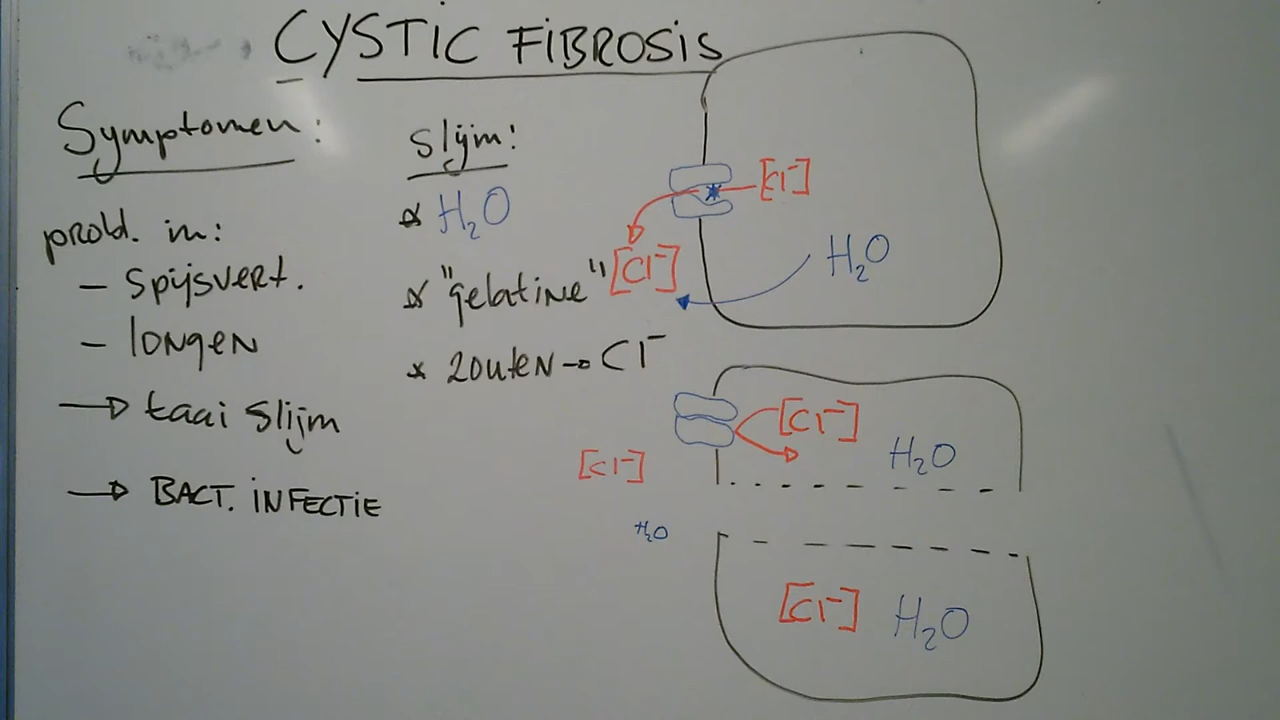 CYSTIC FIBROSIS
Symptomen:
probl. in:
- spijsvert.
- longen
→ taai slijm
→ BACT. INFECTIE
slijm:
* H₂O
* "gelatine"
* zouten → Cl⁻
[Cl⁻]
[Cl⁻]
H₂O
[Cl⁻]
H₂O
[Cl⁻]
H₂O
[Cl⁻] H₂O